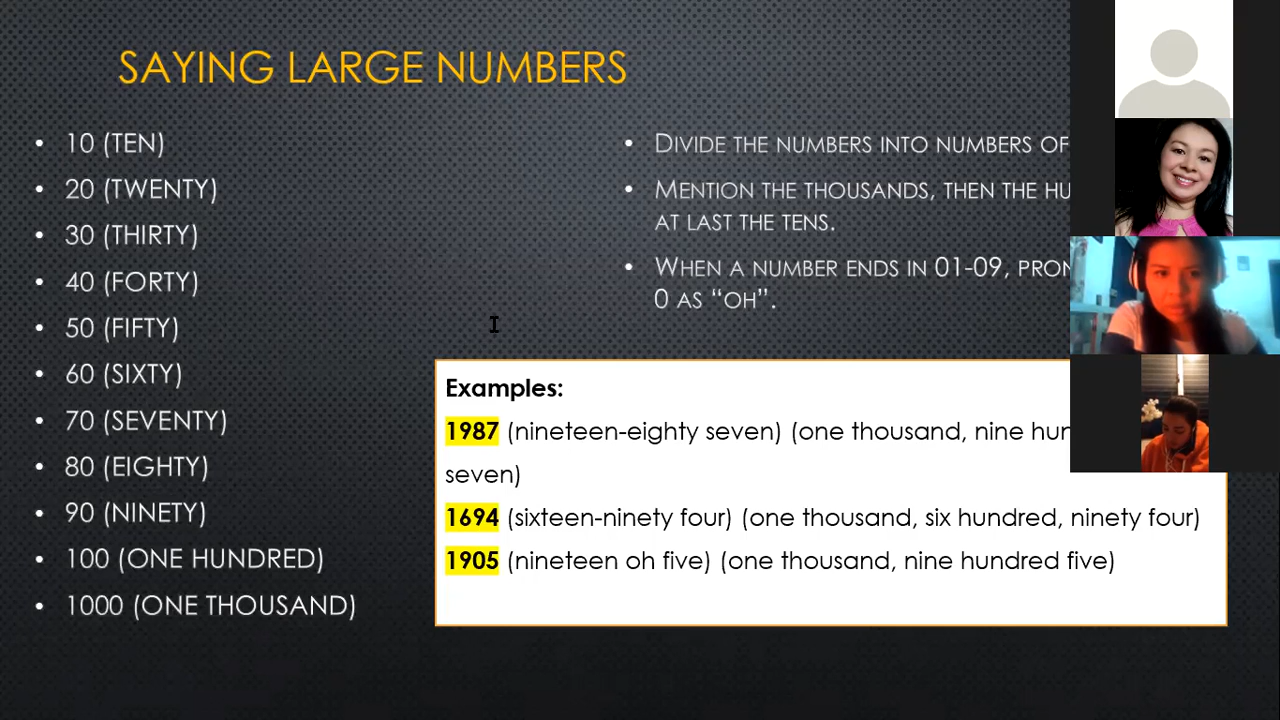 SAYING LARGE NUMBERS
• 10 (TEN)
• 20 (TWENTY)
• 30 (THIRTY)
• 40 (FORTY)
• 50 (FIFTY)
• 60 (SIXTY)
• 70 (SEVENTY)
• 80 (EIGHTY)
• 90 (NINETY)
• 100 (ONE HUNDRED)
• 1000 (ONE THOUSAND)
• DIVIDE THE NUMBERS INTO NUMBERS OF
• MENTION THE THOUSANDS, THEN THE
AT LAST THE TENS.
• WHEN A NUMBER ENDS IN 01-09,
0 AS “OH”.
Examples:
1987 (nineteen-eighty seven) (one thousand, nine
seven)
1694 (sixteen-ninety four) (one thousand, six hundred, ninety four)
1905 (nineteen oh five) (one thousand, nine hundred five)